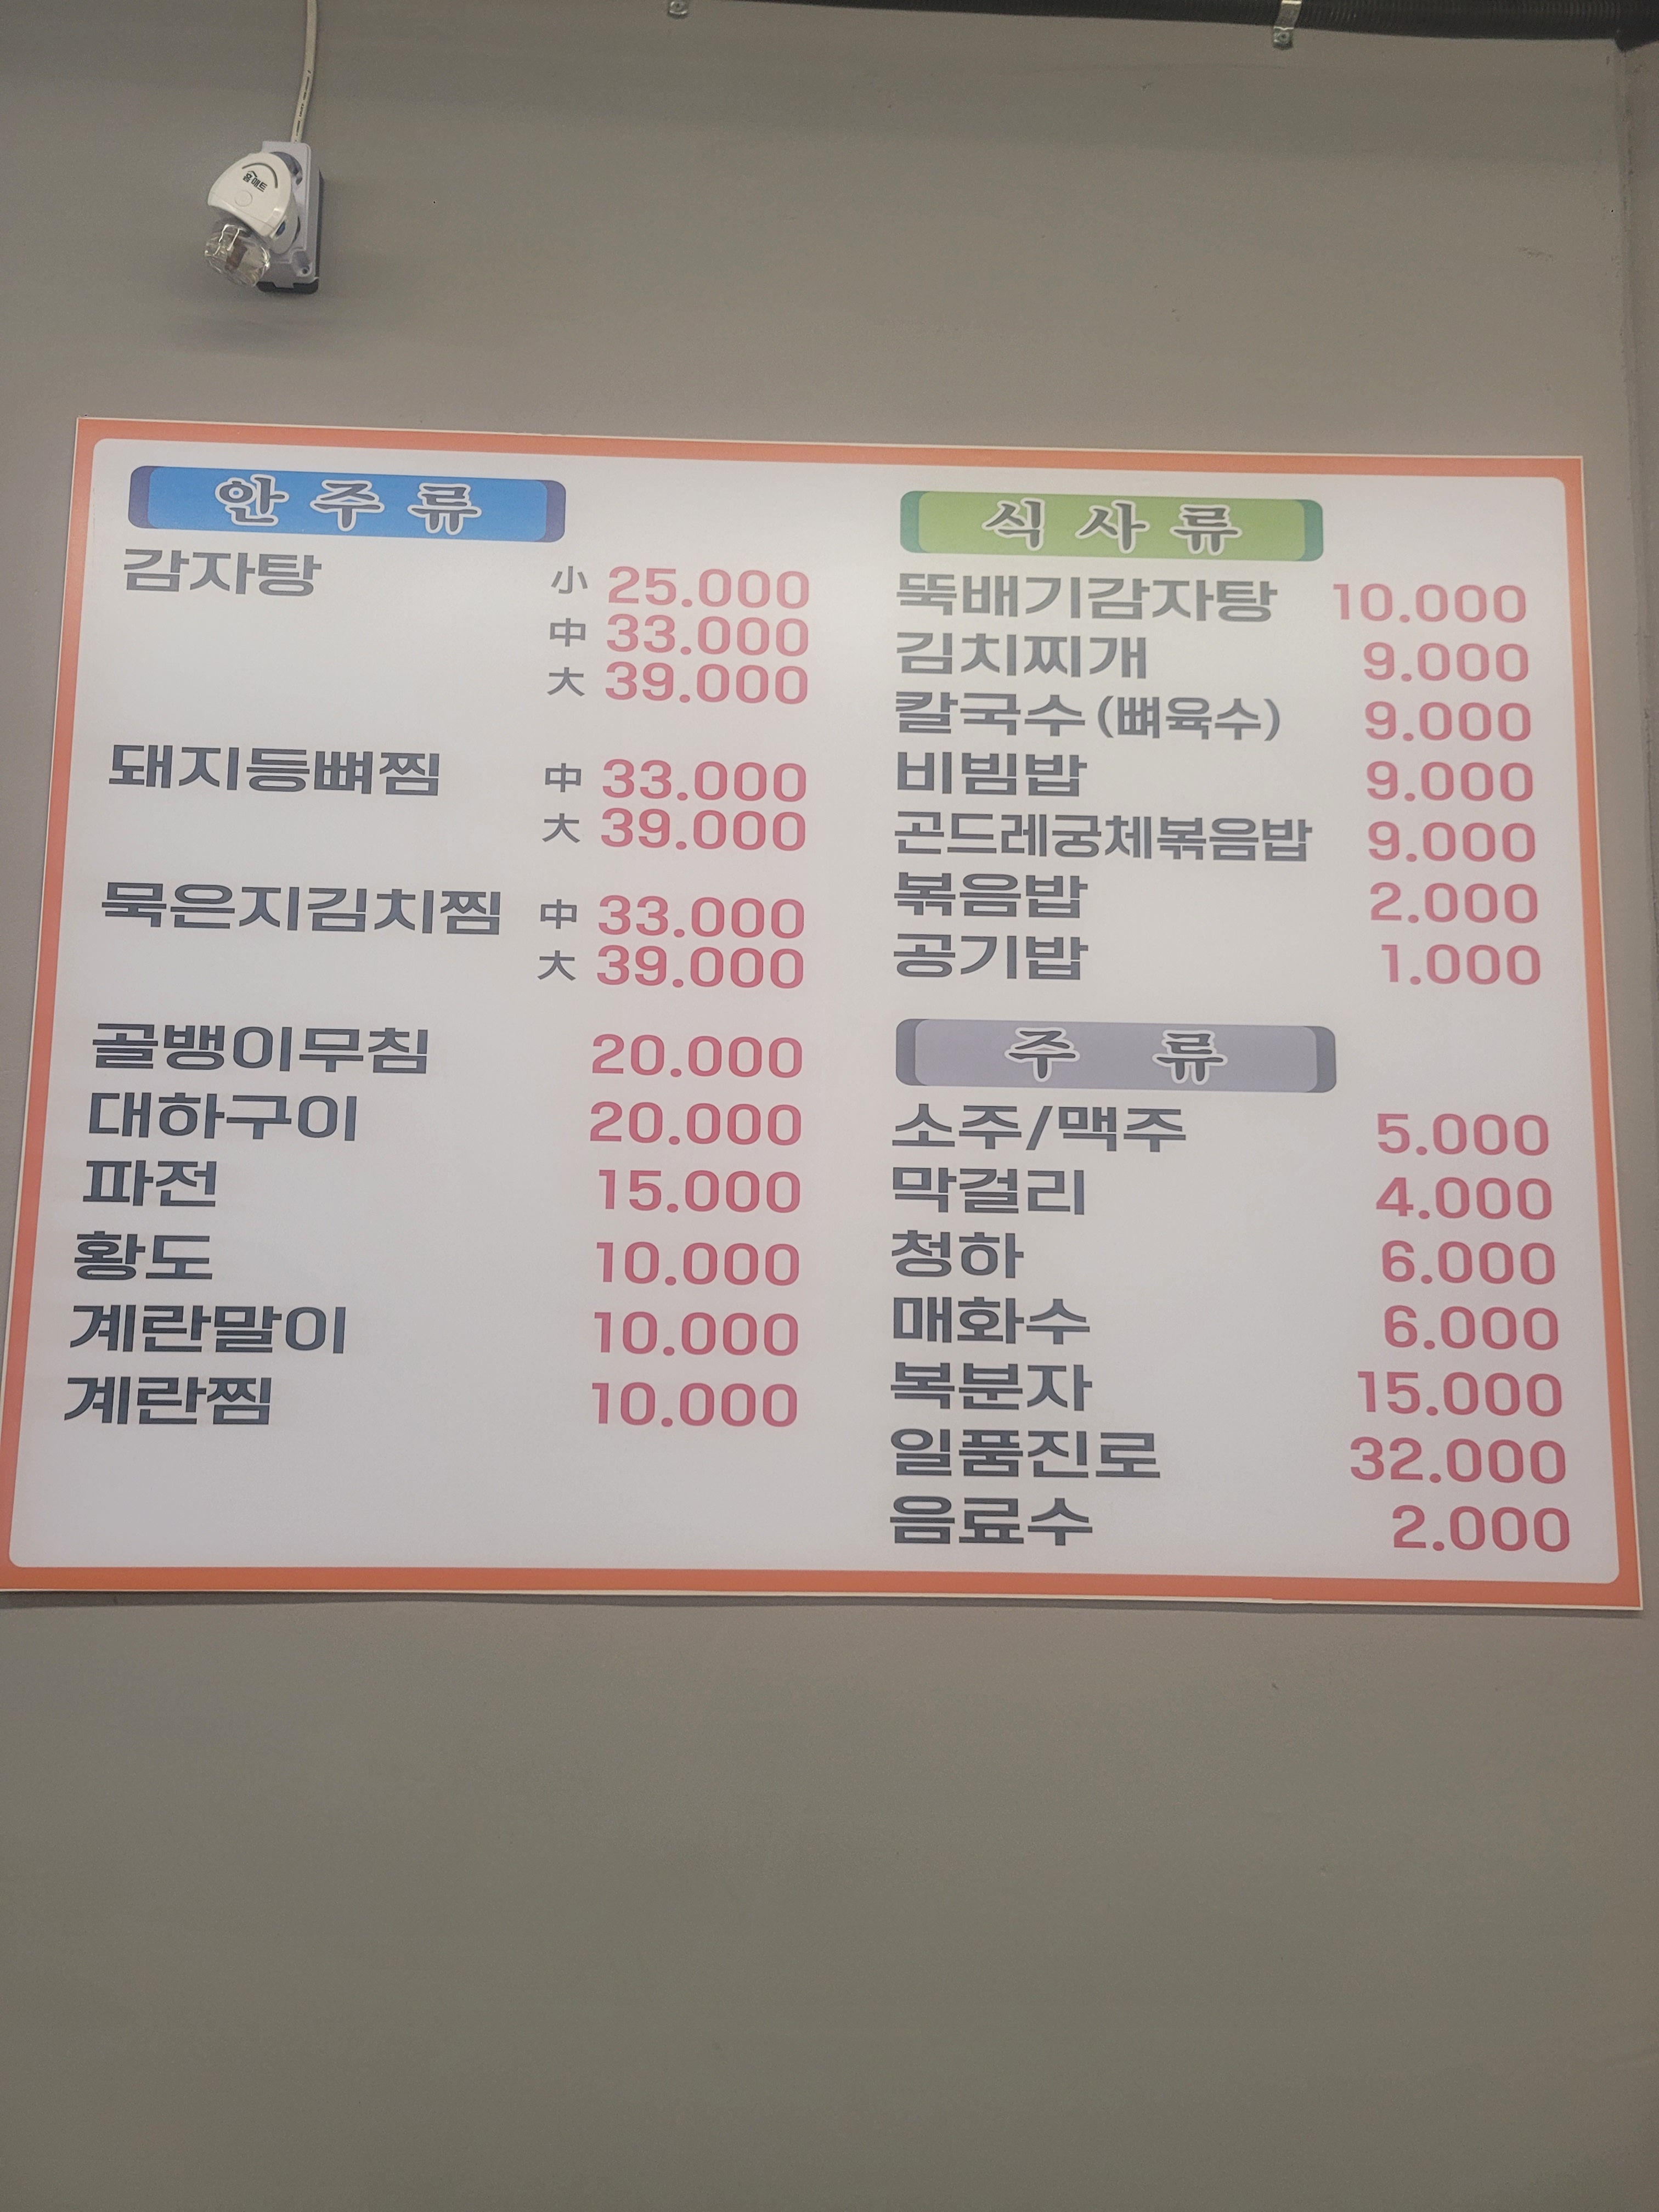 홈매트
안주류
감자탕 小 25.000
中 33.000
大 39.000
돼지등뼈찜 中 33.000
大 39.000
묵은지김치찜 中 33.000
大 39.000
골뱅이무침 20.000
대하구이 20.000
파전 15.000
황도 10.000
계란말이 10.000
계란찜 10.000
식사류
뚝배기감자탕 10.000
김치찌개 9.000
칼국수(뼈육수) 9.000
비빔밥 9.000
곤드레궁체볶음밥 9.000
볶음밥 2.000
공기밥 1.000
주류
소주/맥주 5.000
막걸리 4.000
청하 6.000
매화수 6.000
복분자 15.000
일품진로 32.000
음료수 2.000